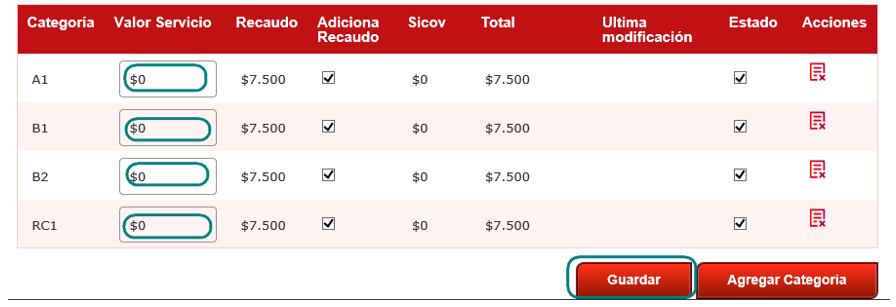 Categoría Valor Servicio Recaudo Adiciona Recaudo Sicov Total Ultima modificación Estado Acciones
A1 $0 $7.500 $0 $7.500
B1 $0 $7.500 $0 $7.500
B2 $0 $7.500 $0 $7.500
RC1 $0 $7.500 $0 $7.500
Guardar Agregar Categoria